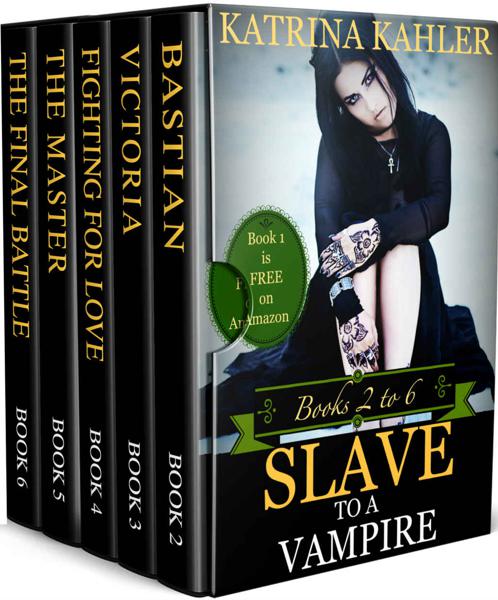 THE FINAL BATTLE
BOOK 6
THE MASTER
BOOK 5
FIGHTING FOR LOVE
BOOK 4
VICTORIA
BOOK 3
BASTIAN
BOOK 2
KATRINA KAHLER
Book 1
is
FREE
on
Amazon
Books 2 to 6
SLAVE
TO A
VAMPIRE